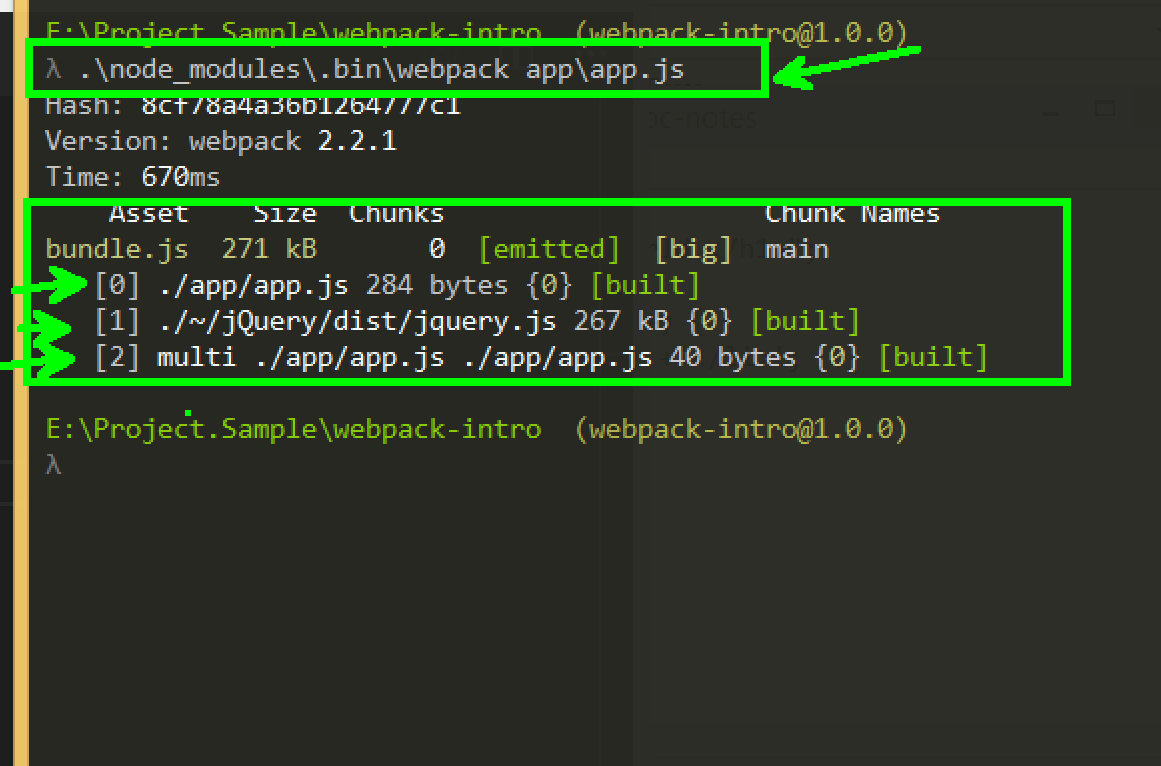 E:\Project.Sample\webpack-intro (webpack-intro@1.0.0)
λ .\node_modules\.bin\webpack app\app.js
Hash: 8cf78a4a36b1264777c1
Version: webpack 2.2.1
Time: 670ms
Asset Size Chunks Chunk Names
bundle.js 271 kB 0 [emitted] [big] main
[0] ./app/app.js 284 bytes {0} [built]
[1] ./~/jQuery/dist/jquery.js 267 kB {0} [built]
[2] multi ./app/app.js ./app/app.js 40 bytes {0} [built]
E:\Project.Sample\webpack-intro (webpack-intro@1.0.0)
λ